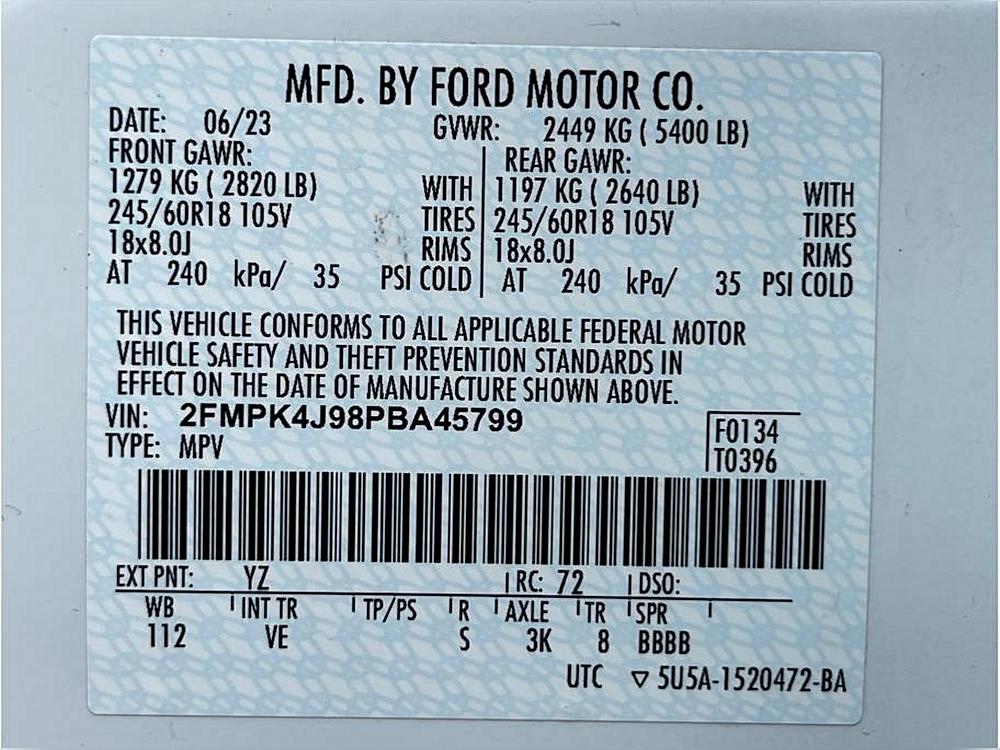 MFD. BY FORD MOTOR CO.
DATE: 06/23 GVWR: 2449 KG ( 5400 LB)
FRONT GAWR: REAR GAWR:
1279 KG ( 2820 LB) WITH 1197 KG ( 2640 LB) WITH
245/60R18 105V TIRES 245/60R18 105V TIRES
18x8.0J RIMS 18x8.0J RIMS
AT 240 kPa/ 35 PSI COLD AT 240 kPa/ 35 PSI COLD
THIS VEHICLE CONFORMS TO ALL APPLICABLE FEDERAL MOTOR
VEHICLE SAFETY AND THEFT PREVENTION STANDARDS IN
EFFECT ON THE DATE OF MANUFACTURE SHOWN ABOVE.
VIN: 2FMPK4J98PBA45799
F0134
TYPE: MPV
T0396
EXT PNT: YZ RC: 72 DSO:
WB INT TR TP/PS R AXLE TR SPR
112 VE S 3K 8 BBBB
UTC ▽ 5U5A-1520472-BA